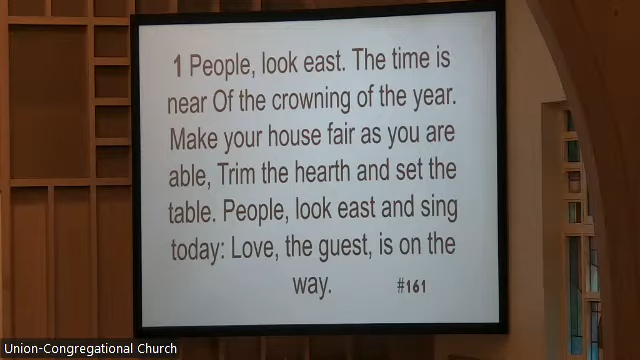 1 People, look east. The time is
near Of the crowning of the year.
Make your house fair as you are
able, Trim the hearth and set the
table. People, look east and sing
today: Love, the guest, is on the
way. #161
Union-Congregational Church